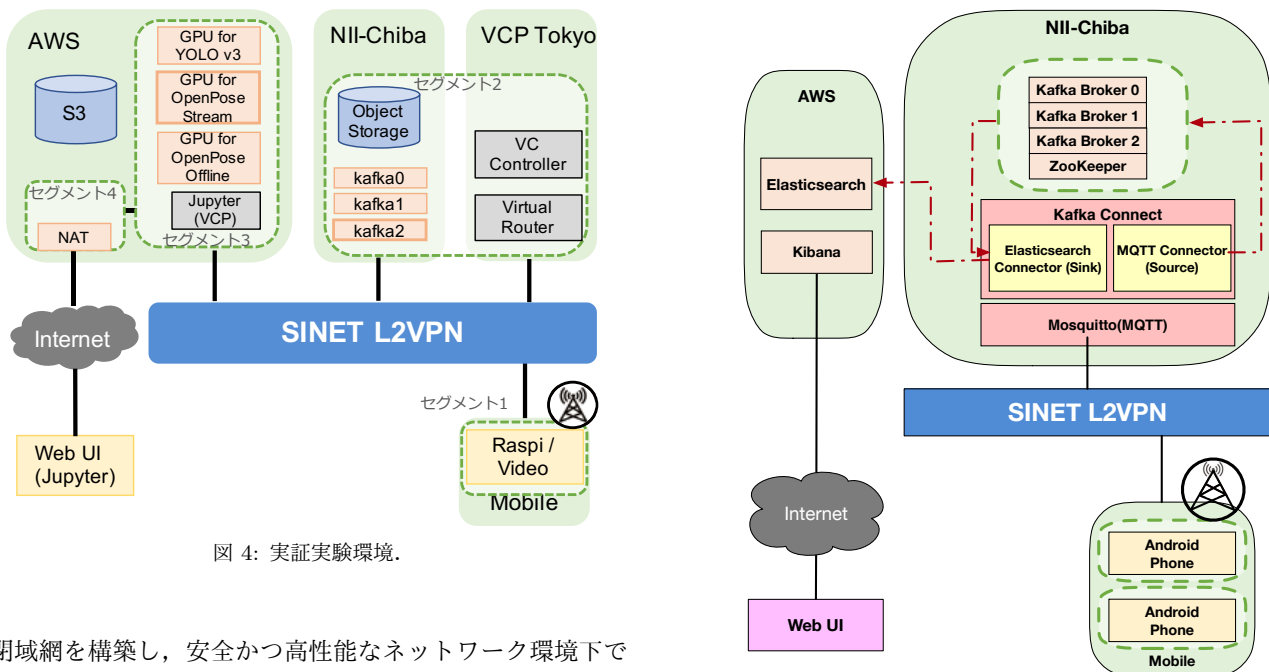 AWS
S3
GPU for
YOLO v3
GPU for
OpenPose
Stream
GPU for
OpenPose
Offline
Jupyter
(VCP)
セグメント4
NAT
セグメント3
NII-Chiba
VCP Tokyo
セグメント2
Object
Storage
kafka0
kafka1
kafka2
VC
Controller
Virtual
Router
Internet
SINET L2VPN
セグメント1
Web UI
(Jupyter)
Raspi /
Video
Mobile
図 4: 実証実験環境.
閉域網を構築し，安全かつ高性能なネットワーク環境下で
NII-Chiba
Kafka Broker 0
Kafka Broker 1
Kafka Broker 2
ZooKeeper
AWS
Elasticsearch
Kibana
Kafka Connect
Elasticsearch
Connector (Sink)
MQTT Connector
(Source)
Mosquitto(MQTT)
SINET L2VPN
Internet
Web UI
Android
Phone
Android
Phone
Mobile